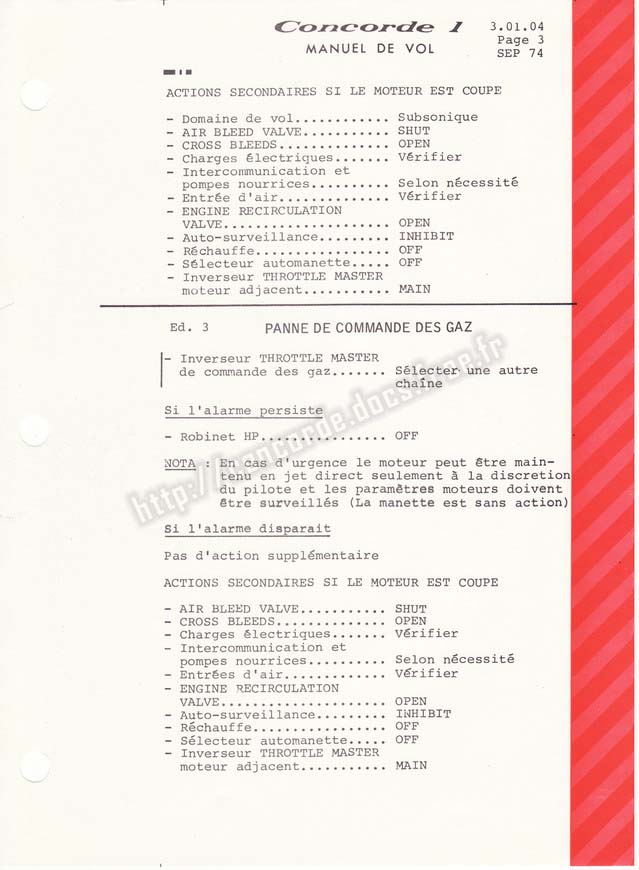 Concorde 1
3.01.04
MANUEL DE VOL
Page 3
SEP 74
ACTIONS SECONDAIRES SI LE MOTEUR EST COUPE
- Domaine de vol............ Subsonique
- AIR BLEED VALVE........... SHUT
- CROSS BLEEDS.............. OPEN
- Charges électriques....... Vérifier
- Intercommunication et
pompes nourrices.......... Selon nécessité
- Entrée d'air.............. Vérifier
- ENGINE RECIRCULATION
VALVE..................... OPEN
- Auto-surveillance......... INHIBIT
- Réchauffe................. OFF
- Sélecteur automanette..... OFF
- Inverseur THROTTLE MASTER
moteur adjacent........... MAIN
Ed. 3 PANNE DE COMMANDE DES GAZ
- Inverseur THROTTLE MASTER
de commande des gaz....... Sélecter une autre
chaîne
Si l'alarme persiste
- Robinet HP................ OFF
NOTA : En cas d'urgence le moteur peut être main-
tenu en jet direct seulement à la discretion
du pilote et les paramètres moteurs doivent
être surveillés (La manette est sans action)
Si l'alarme disparait
Pas d'action supplémentaire
ACTIONS SECONDAIRES SI LE MOTEUR EST COUPE
- AIR BLEED VALVE........... SHUT
- CROSS BLEEDS.............. OPEN
- Charges électriques....... Vérifier
- Intercommunication et
pompes nourrices.......... Selon nécessité
- Entrées d'air............. Vérifier
- ENGINE RECIRCULATION
VALVE..................... OPEN
- Auto-surveillance......... INHIBIT
- Réchauffe................. OFF
- Sélecteur automanette..... OFF
- Inverseur THROTTLE MASTER
moteur adjacent........... MAIN